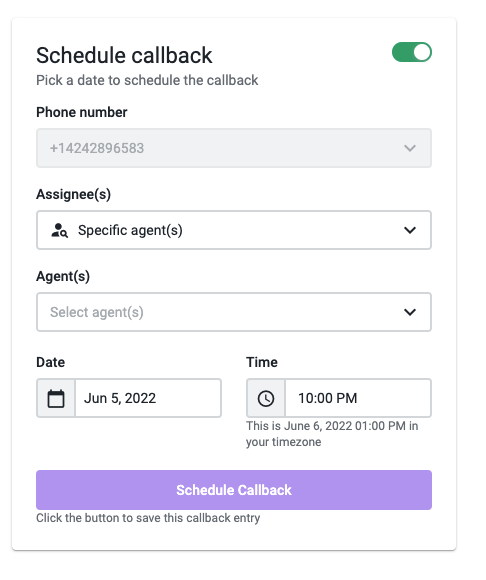 Schedule callback
Pick a date to schedule the callback
Phone number
+14242896583
Assignee(s)
Specific agent(s)
Agent(s)
Select agent(s)
Date
Time
Jun 5, 2022
10:00 PM
This is June 6, 2022 01:00 PM in
your timezone
Schedule Callback
Click the button to save this callback entry